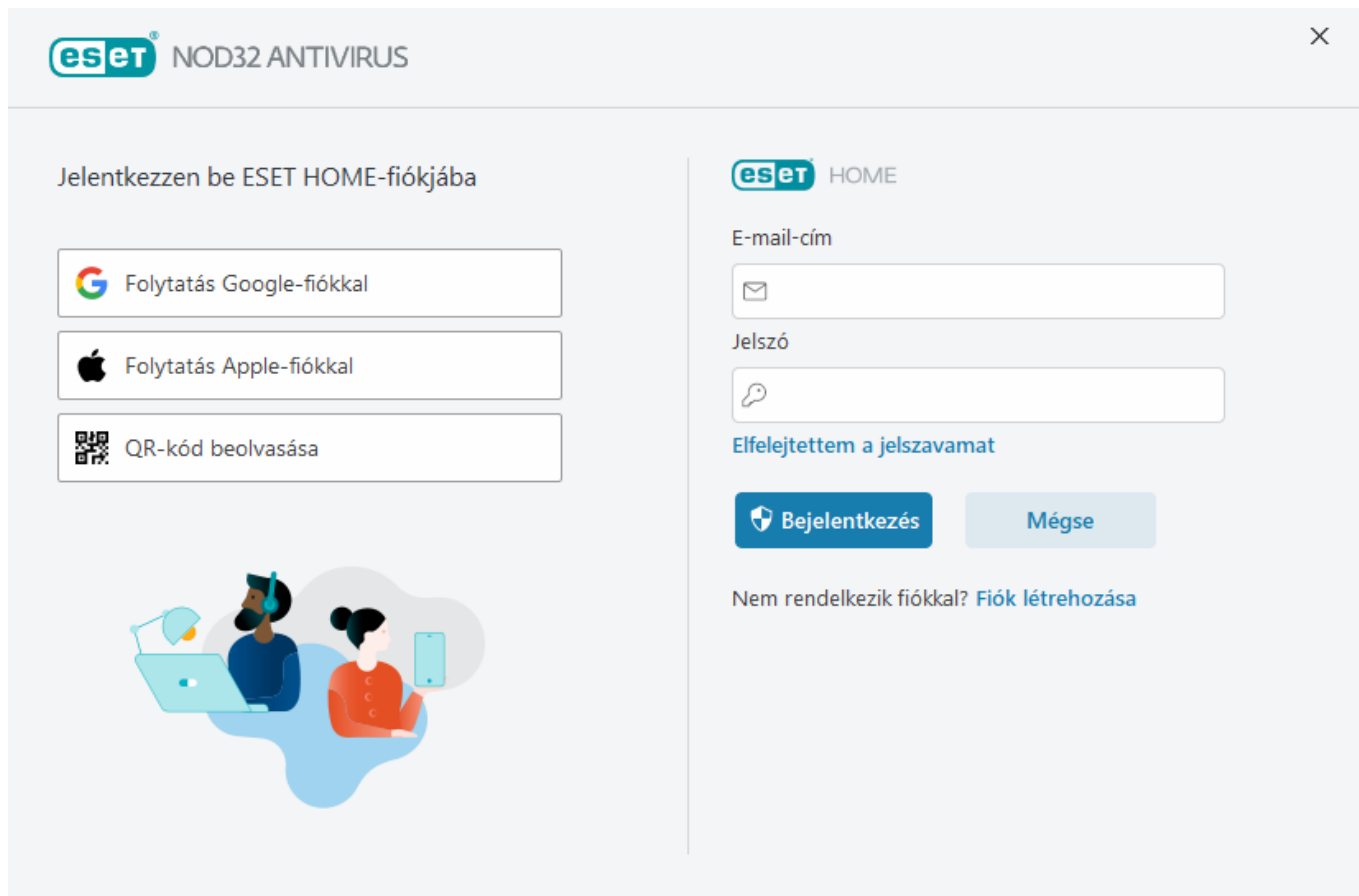 eset® NOD32 ANTIVIRUS
Jelentkezzen be ESET HOME-fiókjába
Folytatás Google-fiókkal
Folytatás Apple-fiókkal
QR-kód beolvasása
eset HOME
E-mail-cím
Jelszó
Elfelejtettem a jelszavamat
Bejelentkezés
Mégse
Nem rendelkezik fiókkal? Fiók létrehozása